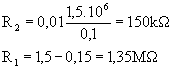 R₂ = 0,01 1,5.10⁶/0,1 = 150kΩ
R₁ = 1,5 – 0,15 = 1,35MΩ